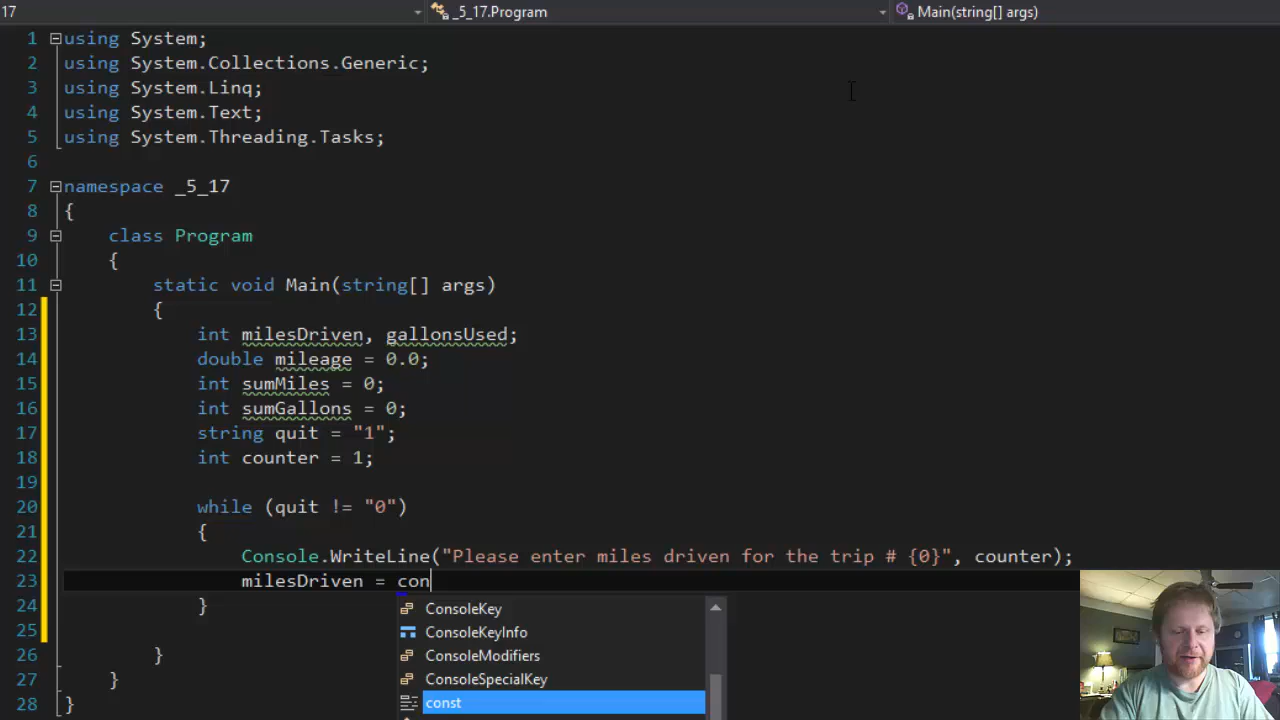 17 _5_17.Program Main(string[] args)
1 using System;
2 using System.Collections.Generic;
3 using System.Linq;
4 using System.Text;
5 using System.Threading.Tasks;
6
7 namespace _5_17
8 {
9 class Program
10 {
11 static void Main(string[] args)
12 {
13 int milesDriven, gallonsUsed;
14 double mileage = 0.0;
15 int sumMiles = 0;
16 int sumGallons = 0;
17 string quit = "1";
18 int counter = 1;
19
20 while (quit != "0")
21 {
22 Console.WriteLine("Please enter miles driven for the trip # {0}", counter);
23 milesDriven = con
24 }
ConsoleKey
25
ConsoleKeyInfo
26 }
ConsoleModifiers
27 }
ConsoleSpecialKey
28 }
const